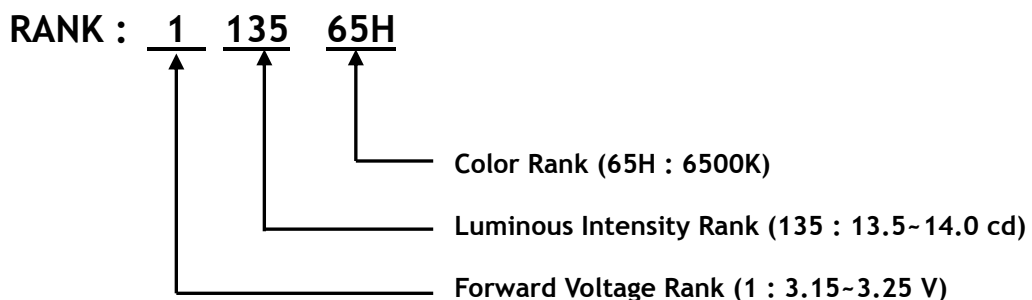 RANK : 1 135 65H
Color Rank (65H : 6500K)
Luminous Intensity Rank (135 : 13.5~14.0 cd)
Forward Voltage Rank (1 : 3.15~3.25 V)